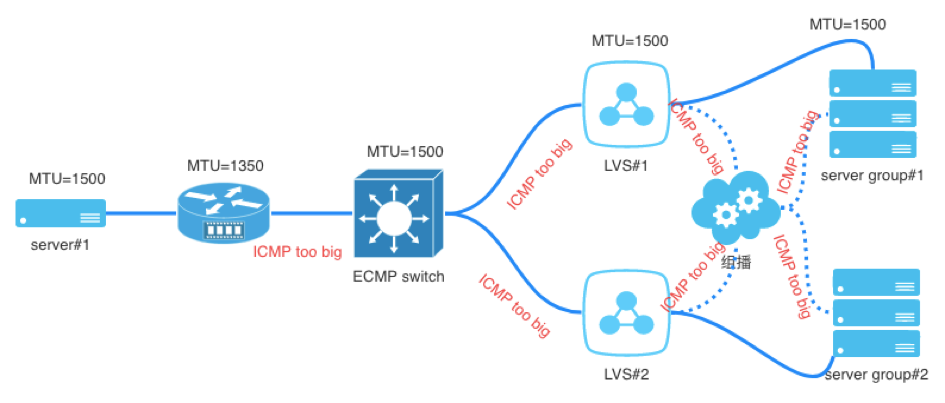 MTU=1500
server#1
MTU=1350
ICMP too big
MTU=1500
ECMP switch
ICMP too big
ICMP too big
MTU=1500
LVS#1
LVS#2
ICMP too big
ICMP too big
组播
ICMP too big
ICMP too big
MTU=1500
server group#1
server group#2